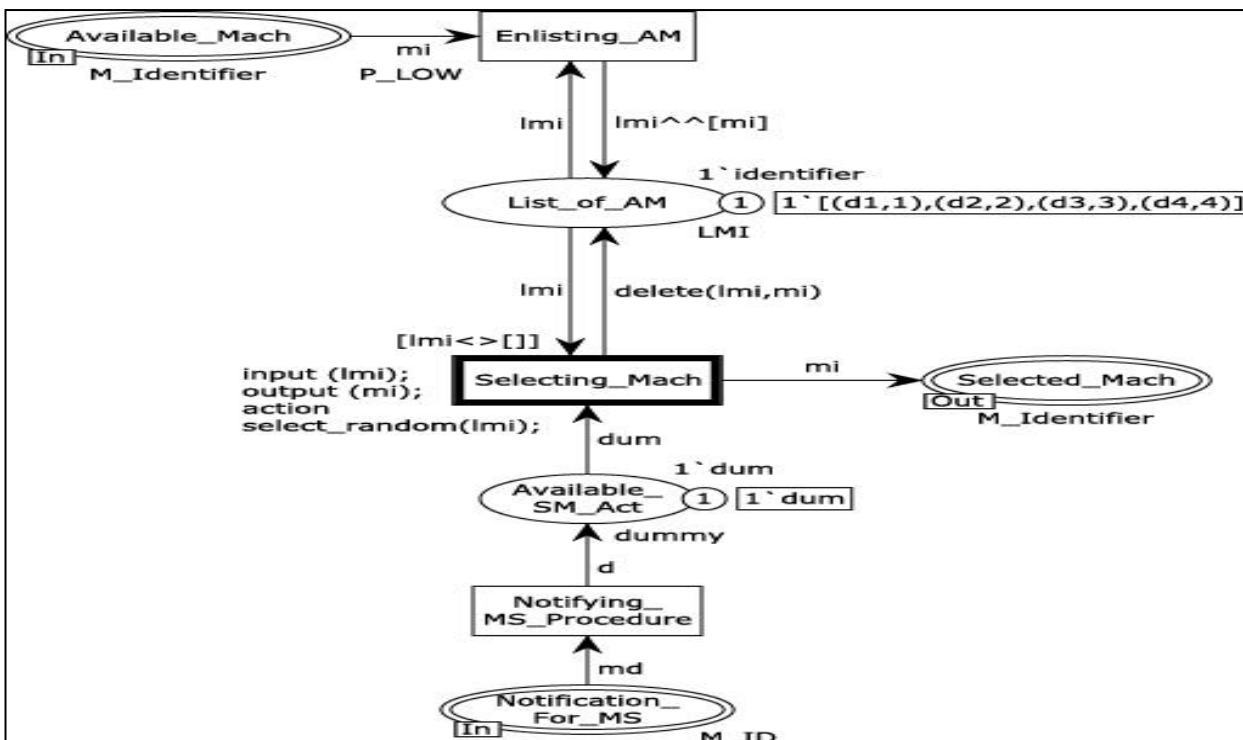 Available_Mach
In
M_Identifier
mi
P_LOW
Enlisting_AM
lmi
lmi^^[mi]
List_of_AM
1`identifier
1
1`[(d1,1),(d2,2),(d3,3),(d4,4)]
LMI
lmi
delete(lmi,mi)
[lmi<>[]]
input (lmi);
output (mi);
action
select_random(lmi);
Selecting_Mach
mi
Selected_Mach
Out
M_Identifier
dum
1`dum
Available_
SM_Act
1
1`dum
dummy
d
Notifying_
MS_Procedure
md
Notification_
For_MS
In
M_ID